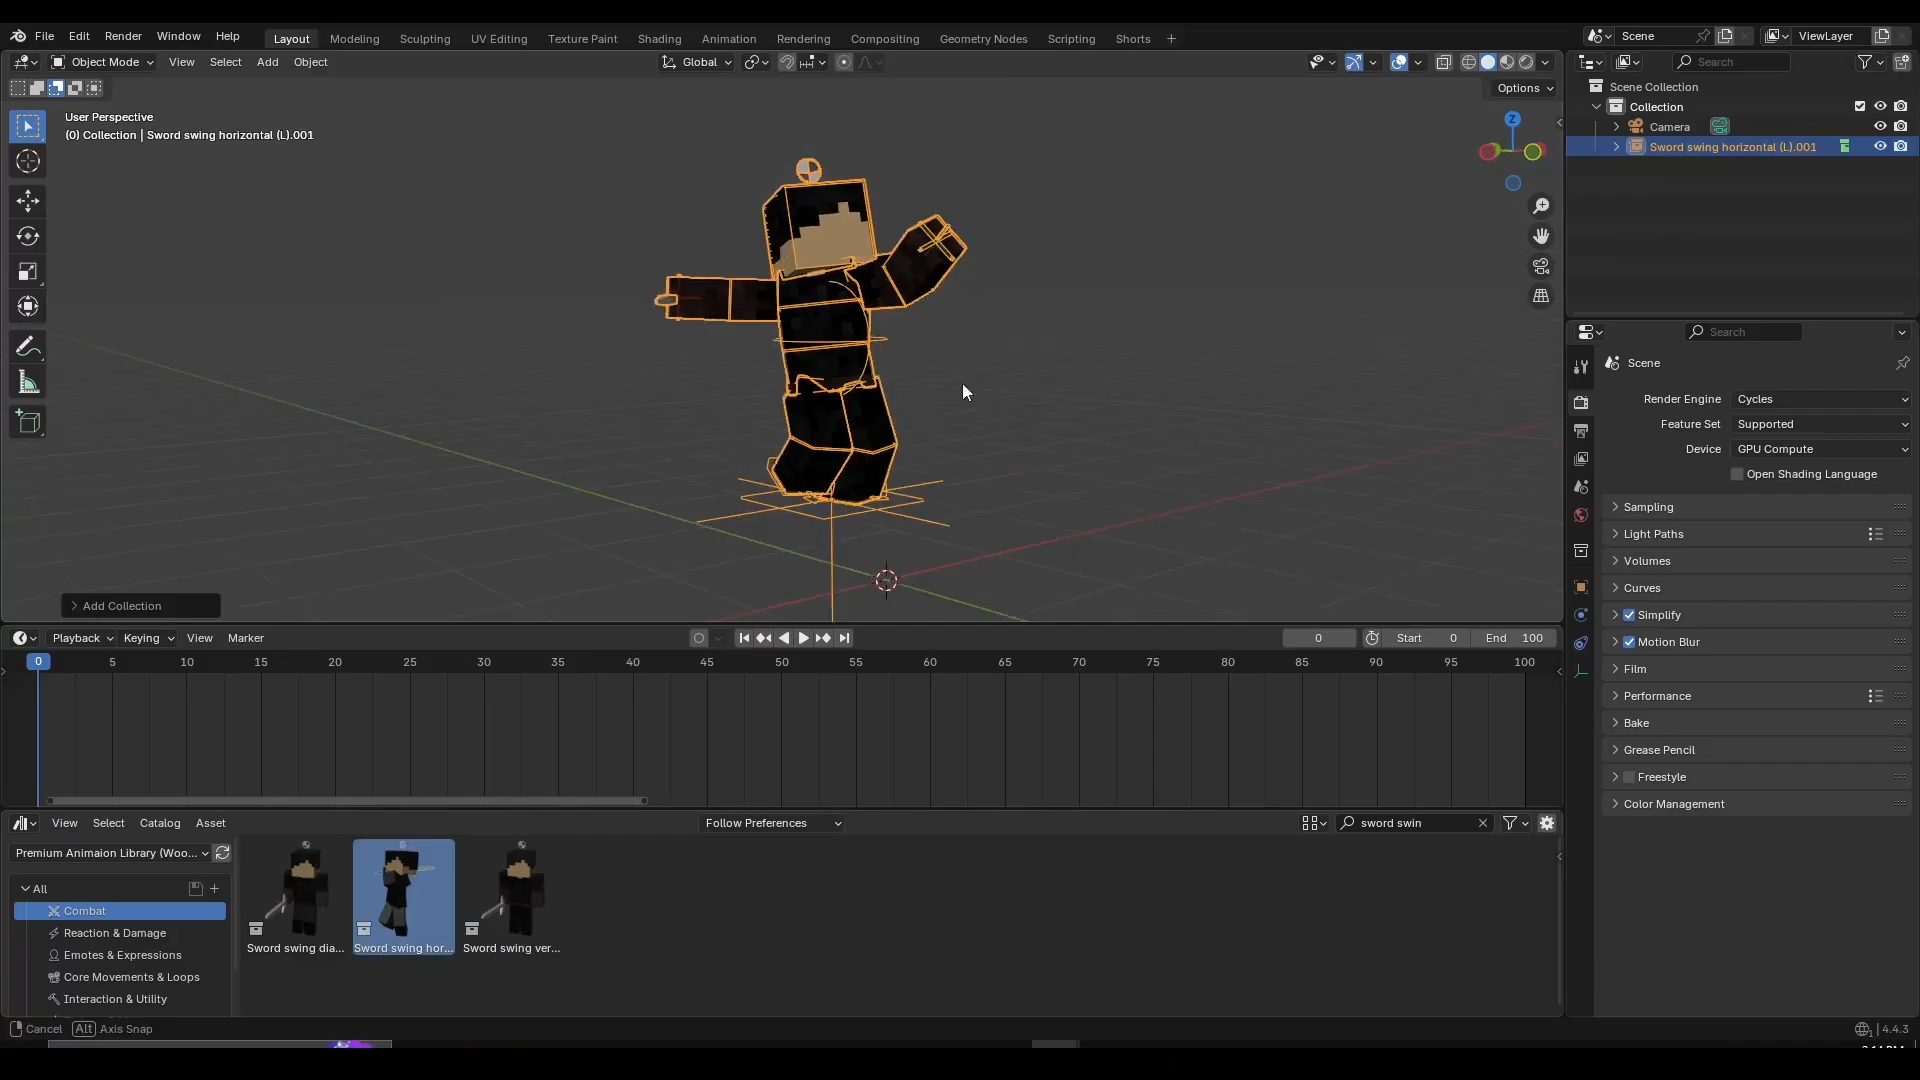 File Edit Render Window Help Layout Modeling Sculpting UV Editing Texture Paint Shading Animation Rendering Compositing Geometry Nodes Scripting Shorts + Scene ViewLayer
Object Mode View Select Add Object Global Search
Options
Scene Collection
Collection
Camera
Sword swing horizontal (L).001
User Perspective
(0) Collection | Sword swing horizontal (L).001
Z
Search
Scene
Render Engine Cycles
Feature Set Supported
Device GPU Compute
Open Shading Language
Sampling
Light Paths
Volumes
Curves
Simplify
Motion Blur
Film
Performance
Bake
Grease Pencil
Freestyle
Color Management
Add Collection
Playback Keying View Marker 0 Start 0 End 100
0 5 10 15 20 25 30 35 40 45 50 55 60 65 70 75 80 85 90 95 100
View Select Catalog Asset Follow Preferences sword swin
Premium Animaion Library (Woo...
All
Combat
Reaction & Damage
Emotes & Expressions
Core Movements & Loops
Interaction & Utility
Sword swing dia... Sword swing hor... Sword swing ver...
Cancel Alt Axis Snap 4.4.3